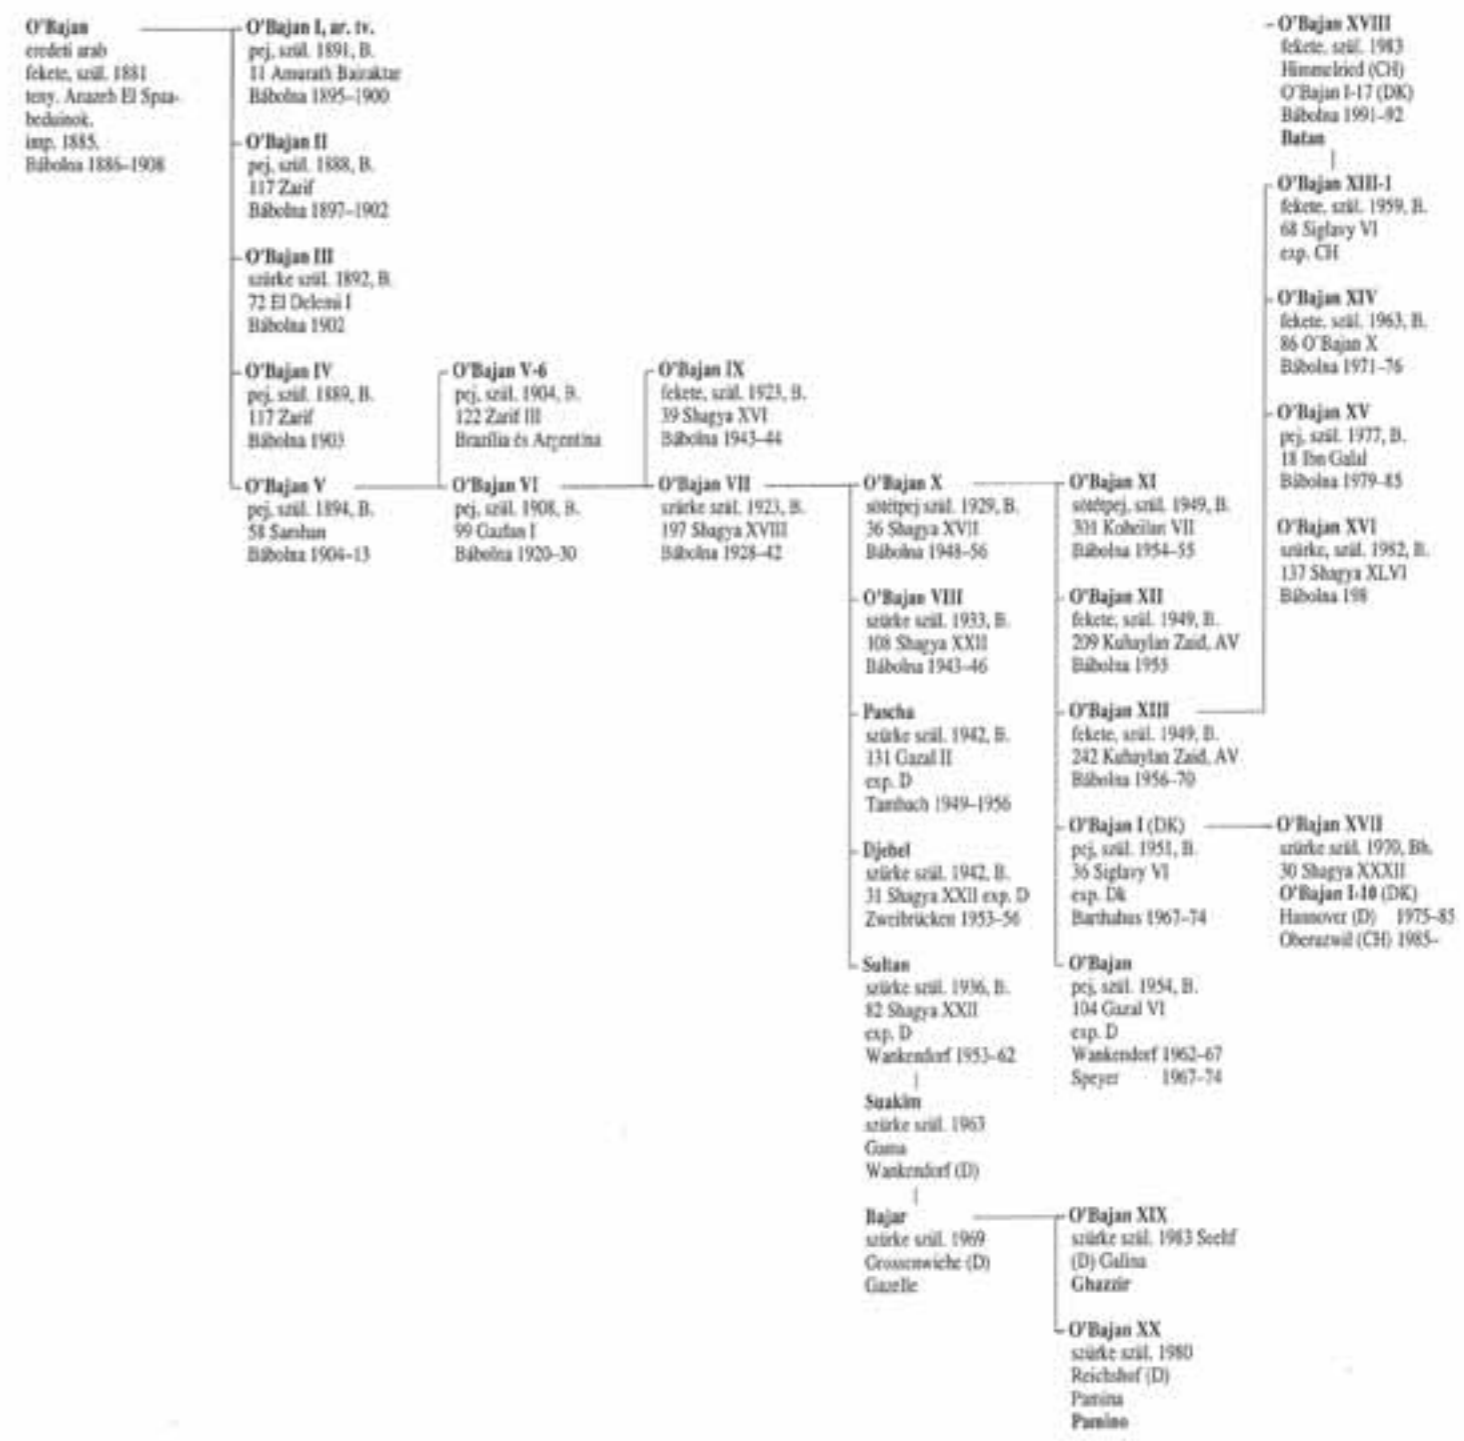 O'Bajan
eredeti arab
fekete, szül. 1881
teny. Anazeh El Spaa-
beduinok.
imp. 1885.
Bábolna 1886–1908
O'Bajan I, ar. tv.
pej, szül. 1891, B.
11 Amurath Bairaktar
Bábolna 1895–1900
O'Bajan II
pej, szül. 1888, B.
117 Zarif
Bábolna 1897–1902
O'Bajan III
szürke szül. 1892, B.
72 El Delemi I
Bábolna 1902
O'Bajan IV
pej, szül. 1889, B.
117 Zarif
Bábolna 1903
O'Bajan V
pej, szül. 1894, B.
58 Samhan
Bábolna 1904–13
O'Bajan V-6
pej, szül. 1904, B.
122 Zarif III
Brazília és Argentína
O'Bajan VI
pej, szül. 1908, B.
99 Gazlan I
Bábolna 1920–30
O'Bajan IX
fekete, szül. 1923, B.
39 Shagya XVI
Bábolna 1943–44
O'Bajan VII
szürke szül. 1923, B.
197 Shagya XVIII
Bábolna 1928–42
O'Bajan X
sötétpej szül. 1929, B.
36 Shagya XVII
Bábolna 1948–56
O'Bajan VIII
szürke szül. 1933, B.
108 Shagya XXII
Bábolna 1943–46
Pascha
szürke szül. 1942, B.
131 Gazal II
exp. D
Tambach 1949–1956
Djebel
szürke szül. 1942, B.
31 Shagya XXII exp. D
Zweibrücken 1953–56
Sultan
szürke szül. 1936, B.
82 Shagya XXII
exp. D
Wankendorf 1953–62
Suakim
szürke szül. 1963
Gama
Wankendorf (D)
Bajar
szürke szül. 1969
Grossenwiehe (D)
Gazelle
O'Bajan XI
sötétpej, szül. 1949, B.
301 Koheilan VII
Bábolna 1954–55
O'Bajan XII
fekete, szül. 1949, B.
209 Kuhaylan Zaid, AV
Bábolna 1955
O'Bajan XIII
fekete, szül. 1949, B.
242 Kuhaylan Zaid, AV
Bábolna 1956–70
O'Bajan I (DK)
pej, szül. 1951, B.
36 Siglavy VI
exp. Dk
Barthahus 1967–74
O'Bajan
pej, szül. 1954, B.
104 Gazal VI
exp. D
Wankendorf 1962–67
Speyer 1967–74
O'Bajan XIX
szürke szül. 1983
(D) Galina
Ghazzir
O'Bajan XX
szürke szül. 1980
Reichshof (D)
Pamina
Pamino
O'Bajan XVIII
fekete, szül. 1983
Himmelried (CH)
O'Bajan I-17 (DK)
Bábolna 1991–92
Batan
O'Bajan XIII-1
fekete, szül. 1959, B.
68 Siglavy VI
exp. CH
O'Bajan XIV
fekete, szül. 1963, B.
86 O'Bajan X
Bábolna 1971–76
O'Bajan XV
pej, szül. 1977, B.
18 Ibn Galal
Bábolna 1979–85
O'Bajan XVI
szürke, szül. 1982, B.
137 Shagya XLVI
Bábolna 198
O'Bajan XVII
szürke szül. 1970, Bh.
30 Shagya XXXII
O'Bajan I-10 (DK)
Hannover (D) 1975–85
Oberuzwil (CH) 1985–